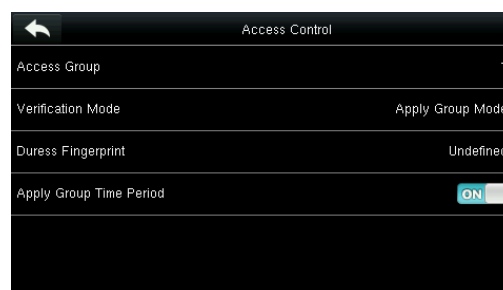 Access Control
Access Group
Verification Mode Apply Group Mode
Duress Fingerprint Undefined
Apply Group Time Period ON